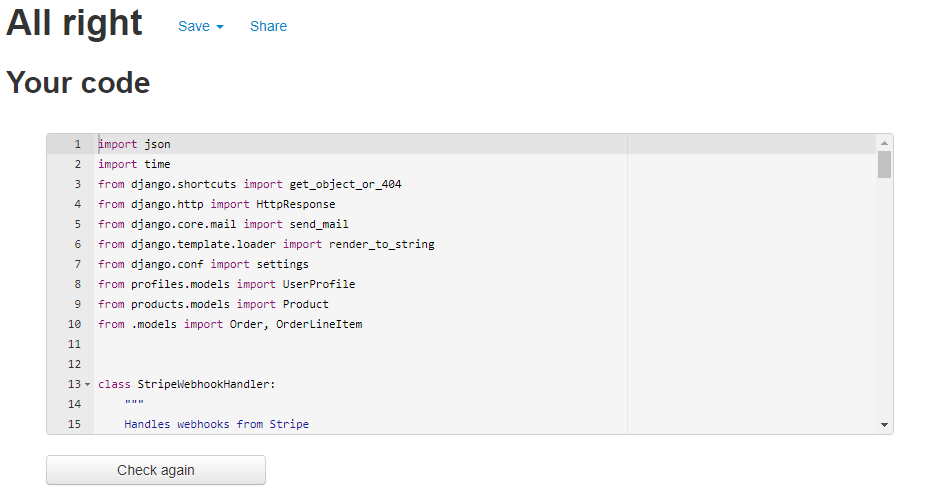 All right Save Share
Your code
1 import json
2 import time
3 from django.shortcuts import get_object_or_404
4 from django.http import HttpResponse
5 from django.core.mail import send_mail
6 from django.template.loader import render_to_string
7 from django.conf import settings
8 from profiles.models import UserProfile
9 from products.models import Product
10 from .models import Order, OrderLineItem
11
12
13 class StripeWebhookHandler:
14 """
15 Handles webhooks from Stripe
Check again